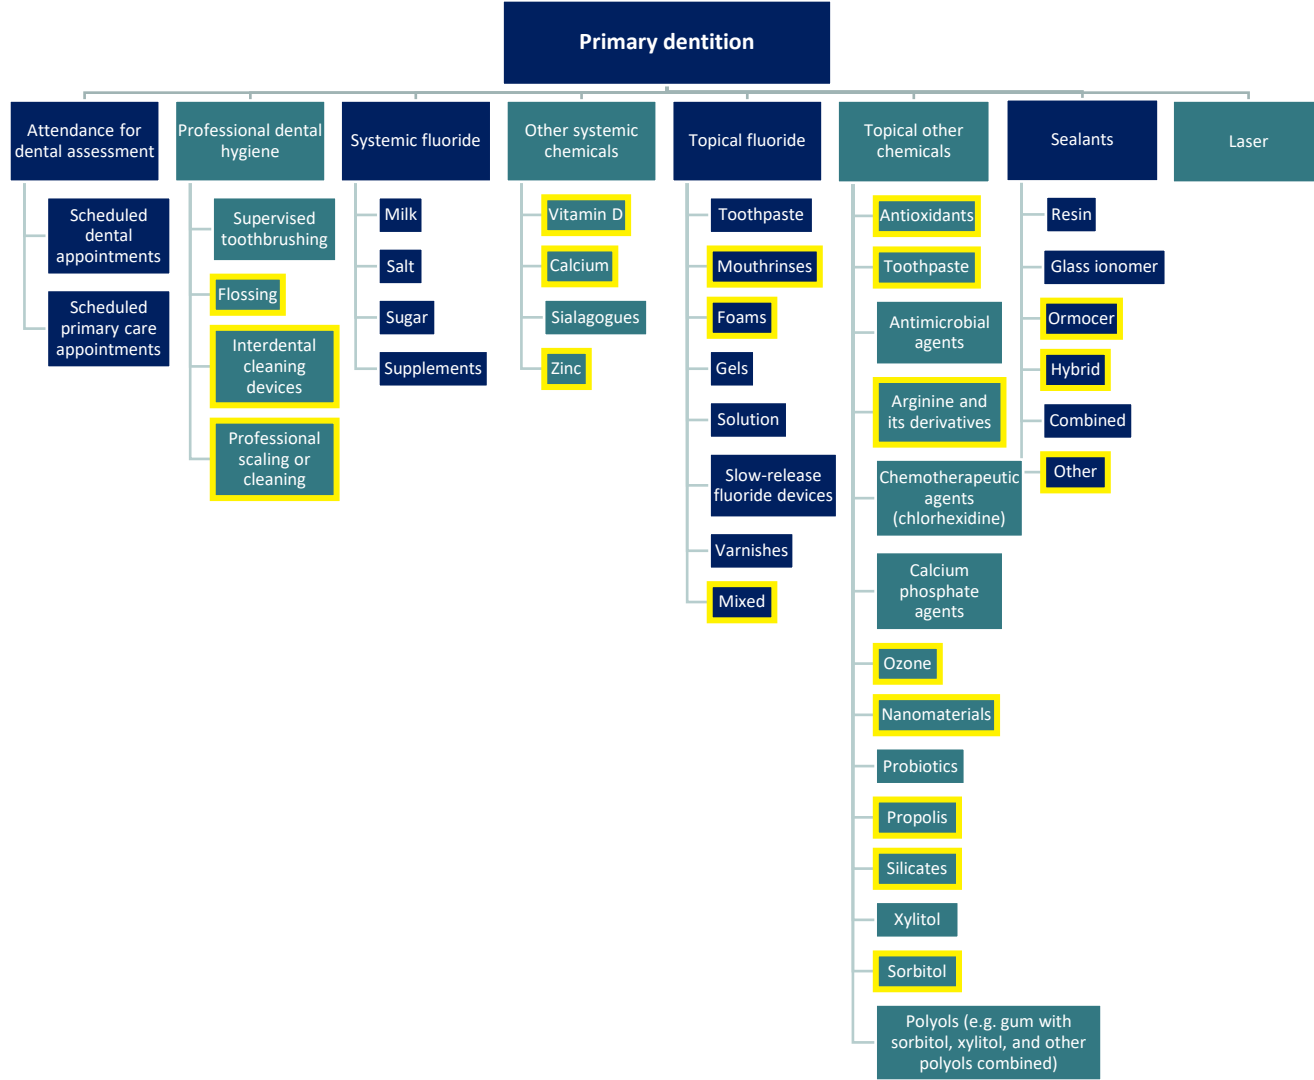 Primary dentition
Attendance for
dental assessment
Scheduled
dental
appointments
Scheduled
primary care
appointments
Professional dental
hygiene
Supervised
toothbrushing
Flossing
Interdental
cleaning
devices
Professional
scaling or
cleaning
Systemic fluoride
Milk
Salt
Sugar
Supplements
Other systemic
chemicals
Vitamin D
Calcium
Sialagogues
Zinc
Topical fluoride
Toothpaste
Mouthrinses
Foams
Gels
Solution
Slow-release
fluoride devices
Varnishes
Mixed
Topical other
chemicals
Antioxidants
Toothpaste
Antimicrobial
agents
Arginine and
its derivatives
Chemotherapeutic
agents
(chlorhexidine)
Calcium
phosphate
agents
Ozone
Nanomaterials
Probiotics
Propolis
Silicates
Xylitol
Sorbitol
Polyols (e.g. gum with
sorbitol, xylitol, and other
polyols combined)
Sealants
Resin
Glass ionomer
Ormocer
Hybrid
Combined
Other
Laser